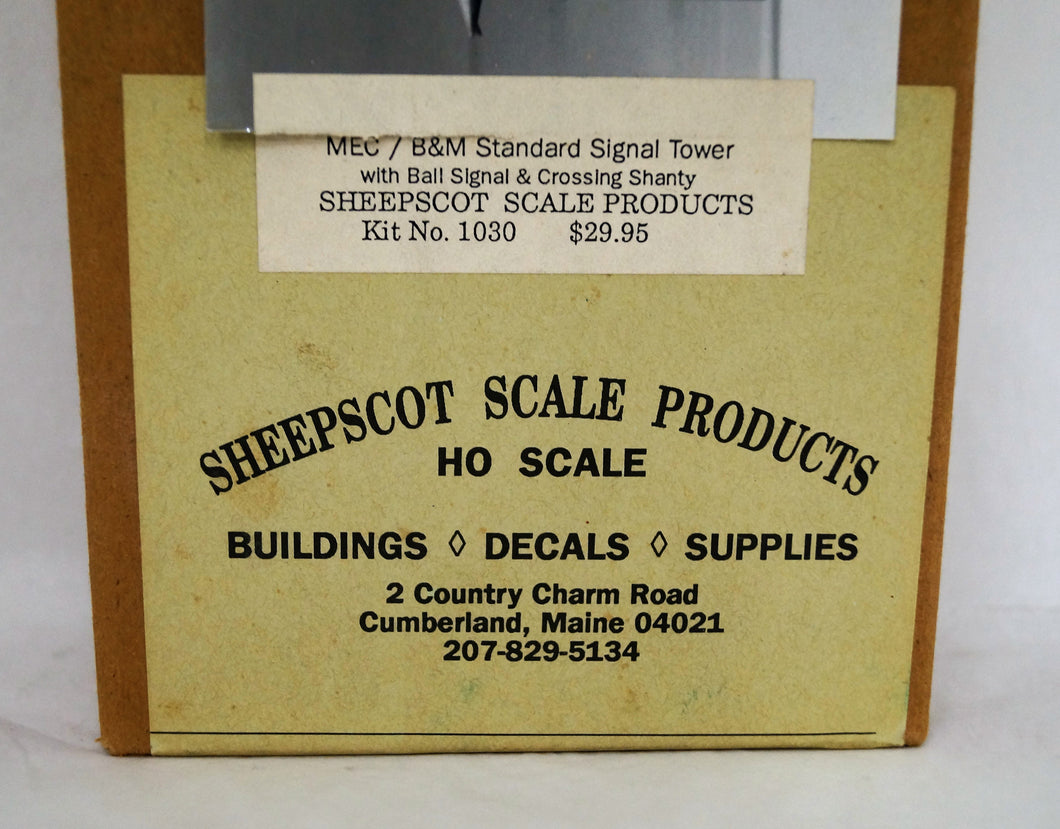 MEC / B&M Standard Signal Tower
with Ball Signal & Crossing Shanty
SHEEPSCOT SCALE PRODUCTS
Kit No. 1030 $29.95
SHEEPSCOT SCALE PRODUCTS
HO SCALE
BUILDINGS ◊ DECALS ◊ SUPPLIES
2 Country Charm Road
Cumberland, Maine 04021
207-829-5134